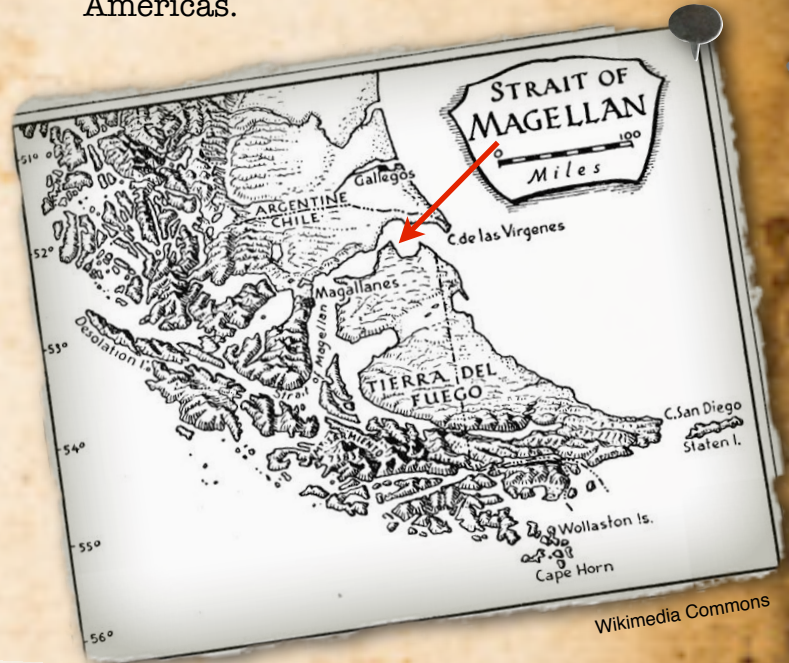 Americas.
STRAIT OF
MAGELLAN
0 100
Miles
51°
Gallegos
ARGENTINE
CHILE
C.de las Virgenes
52°
Magallanes
Strait of Magellan
53°
Desolation I.
TIERRA DEL
FUEGO
C.San Diego
Staten I.
54°
Wollaston Is.
55°
Cape Horn
56°
Wikimedia Commons